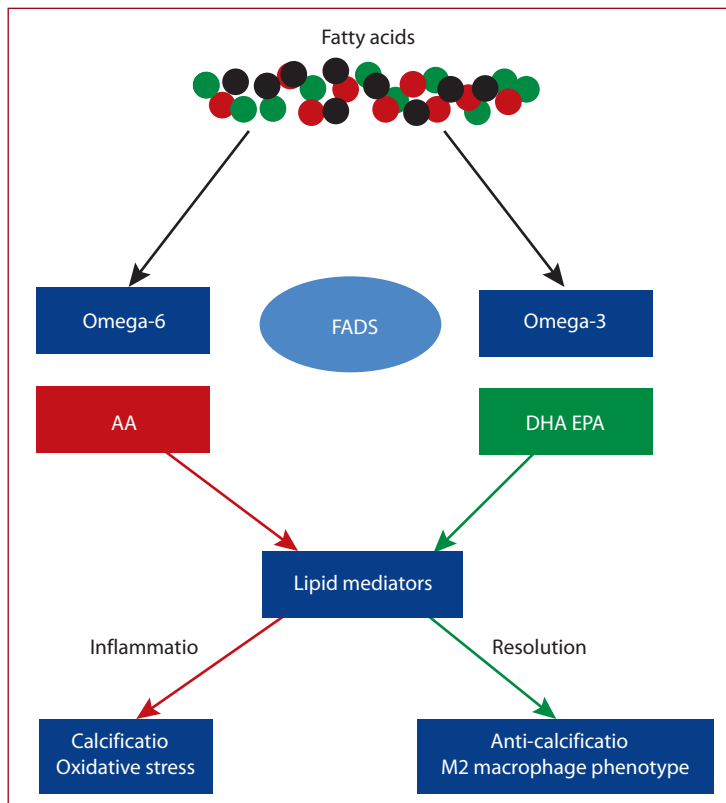 Fatty acids
Omega-6
FADS
Omega-3
AA
DHA EPA
Lipid mediators
Inflammatio
Resolution
Calcificatio
Oxidative stress
Anti-calcificatio
M2 macrophage phenotype